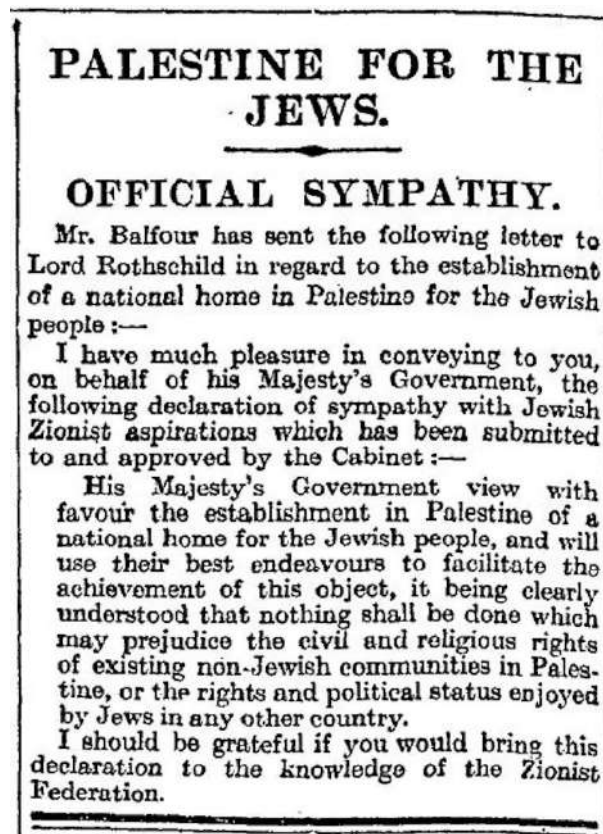 PALESTINE FOR THE
JEWS.
OFFICIAL SYMPATHY.
Mr. Balfour has sent the following letter to
Lord Rothschild in regard to the establishment
of a national home in Palestine for the Jewish
people:—
I have much pleasure in conveying to you,
on behalf of his Majesty's Government, the
following declaration of sympathy with Jewish
Zionist aspirations which has been submitted
to and approved by the Cabinet:—
His Majesty's Government view with
favour the establishment in Palestine of a
national home for the Jewish people, and will
use their best endeavours to facilitate the
achievement of this object, it being clearly
understood that nothing shall be done which
may prejudice the civil and religious rights
of existing non-Jewish communities in Pales-
tine, or the rights and political status enjoyed
by Jews in any other country.
I should be grateful if you would bring this
declaration to the knowledge of the Zionist
Federation.